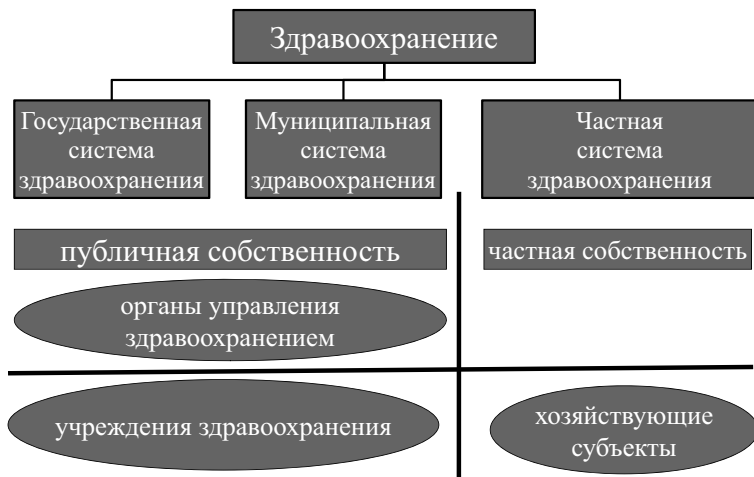 Здравоохранение
Государственная
система
здравоохранения
Муниципальная
система
здравоохранения
Частная
система
здравоохранения
публичная собственность
частная собственность
органы управления
здравоохранением
учреждения здравоохранения
хозяйствующие
субъекты